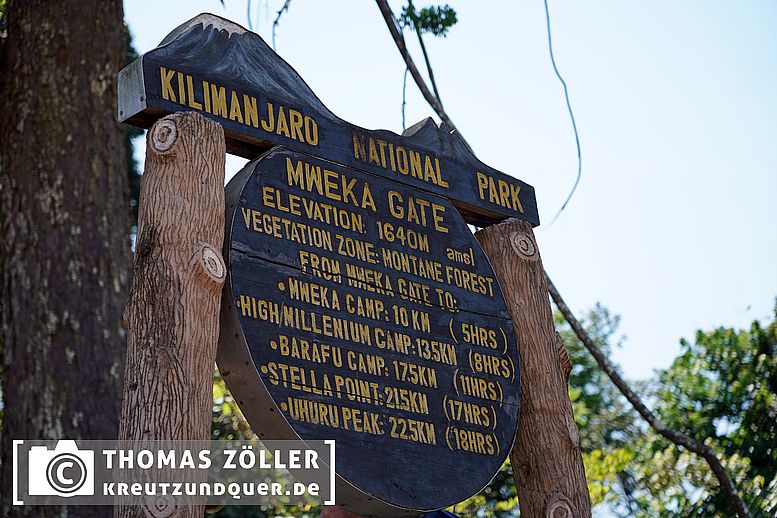 KILIMANJARO NATIONAL PARK
MWEKA GATE
ELEVATION: 1640M amsl
VEGETATION ZONE: MONTANE FOREST
FROM MWEKA GATE TO:
• MWEKA CAMP: 10 KM (5HRS)
• HIGH/MILLENIUM CAMP: 13.5KM (8HRS)
• BARAFU CAMP: 17.5KM (11HRS)
• STELLA POINT: 21.5KM (17HRS)
• UHURU PEAK: 22.5KM (18HRS)
© THOMAS ZÖLLER
KREUTZUNDQUER.DE